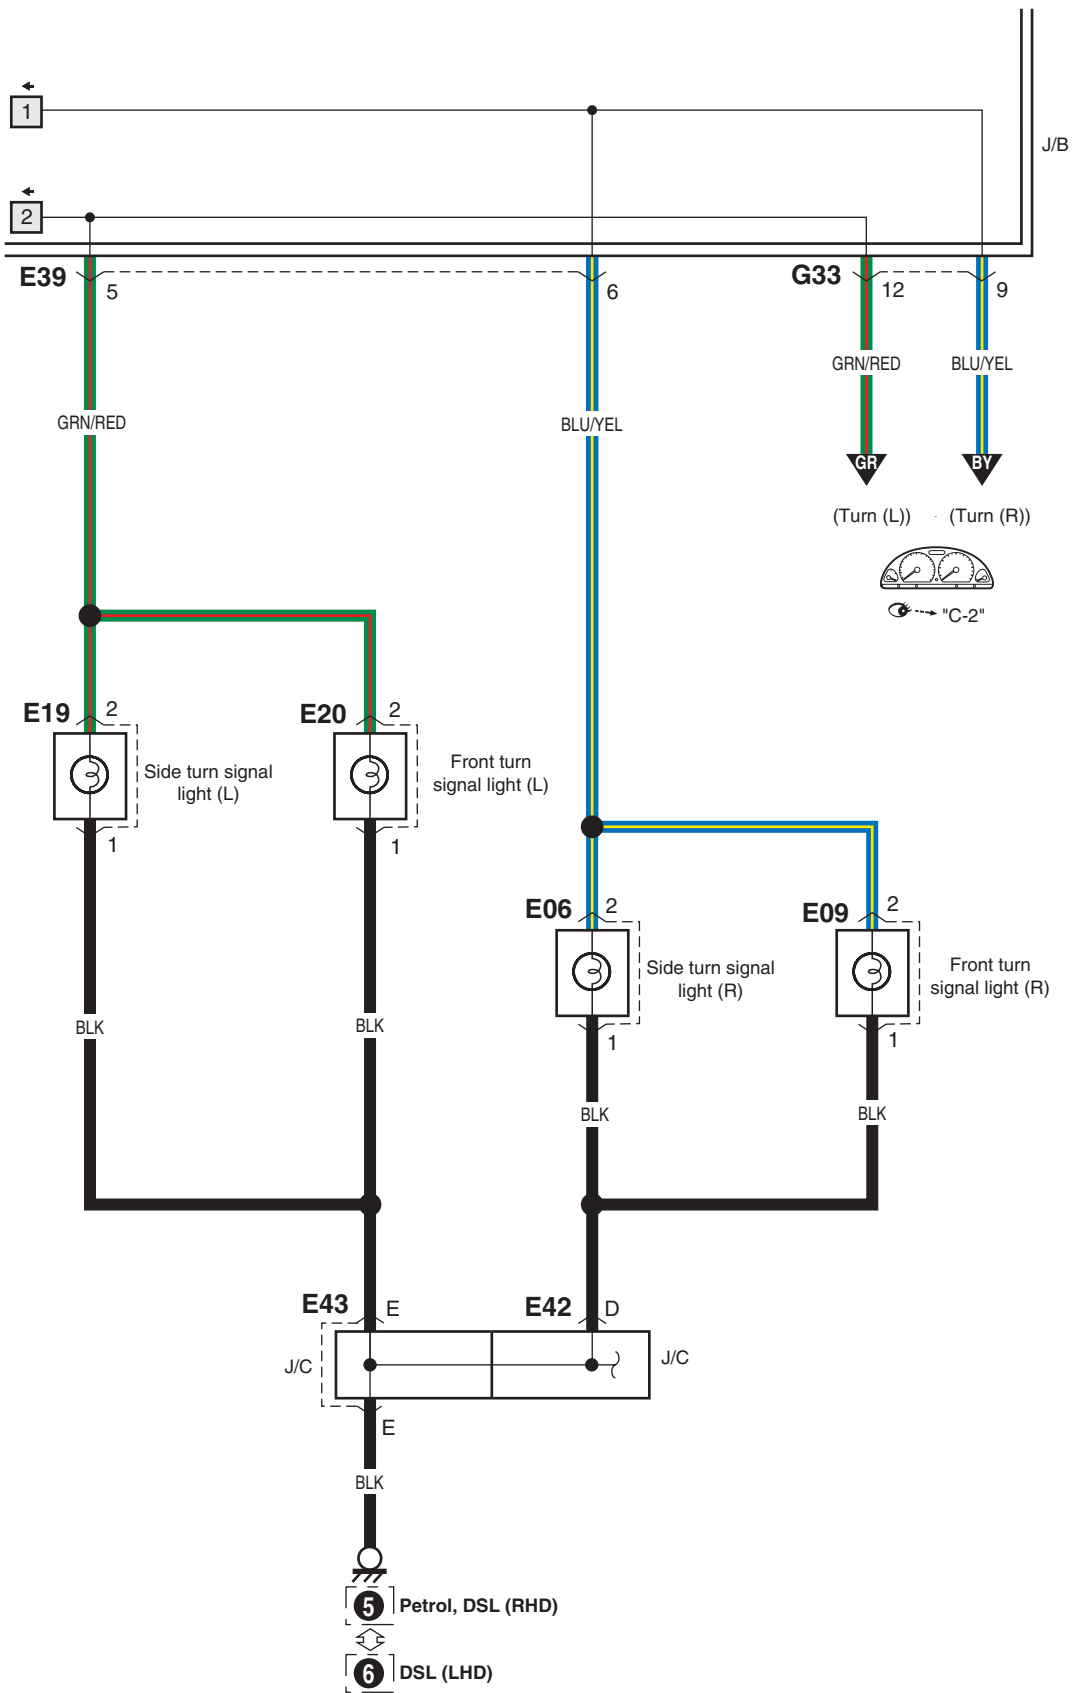 1
J/B
2
E39
5
6
G33
12
9
GRN/RED
BLU/YEL
GRN/RED
BLU/YEL
GR
BY
(Turn (L))
(Turn (R))
"C-2"
E19
2
E20
2
Side turn signal
light (L)
Front turn
signal light (L)
1
1
E06
2
E09
2
Side turn signal
light (R)
Front turn
signal light (R)
1
1
BLK
BLK
BLK
BLK
E43
E
E42
D
J/C
J/C
E
BLK
5
Petrol, DSL (RHD)
6
DSL (LHD)